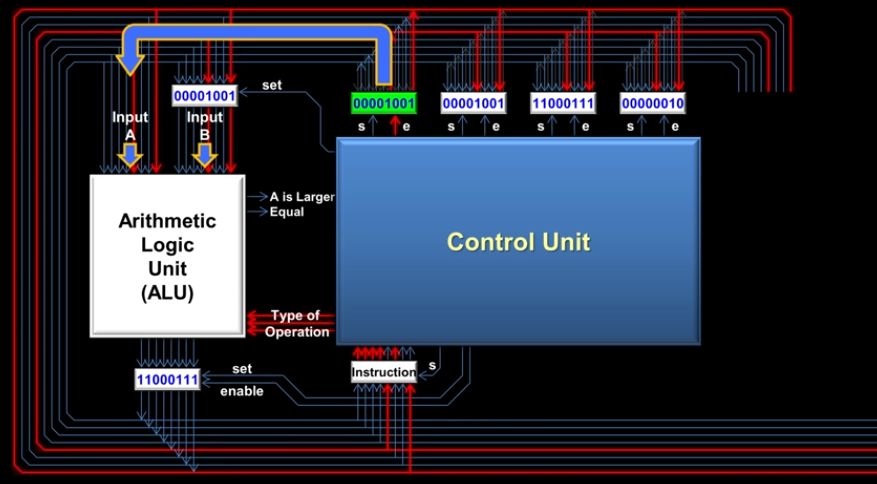 set
00001001
00001001
00001001
11000111
00000010
Input
A
Input
B
s
e
s
e
s
e
s
e
A is Larger
Equal
Arithmetic
Logic
Unit
(ALU)
Control Unit
Type of
Operation
set
enable
11000111
Instruction
s